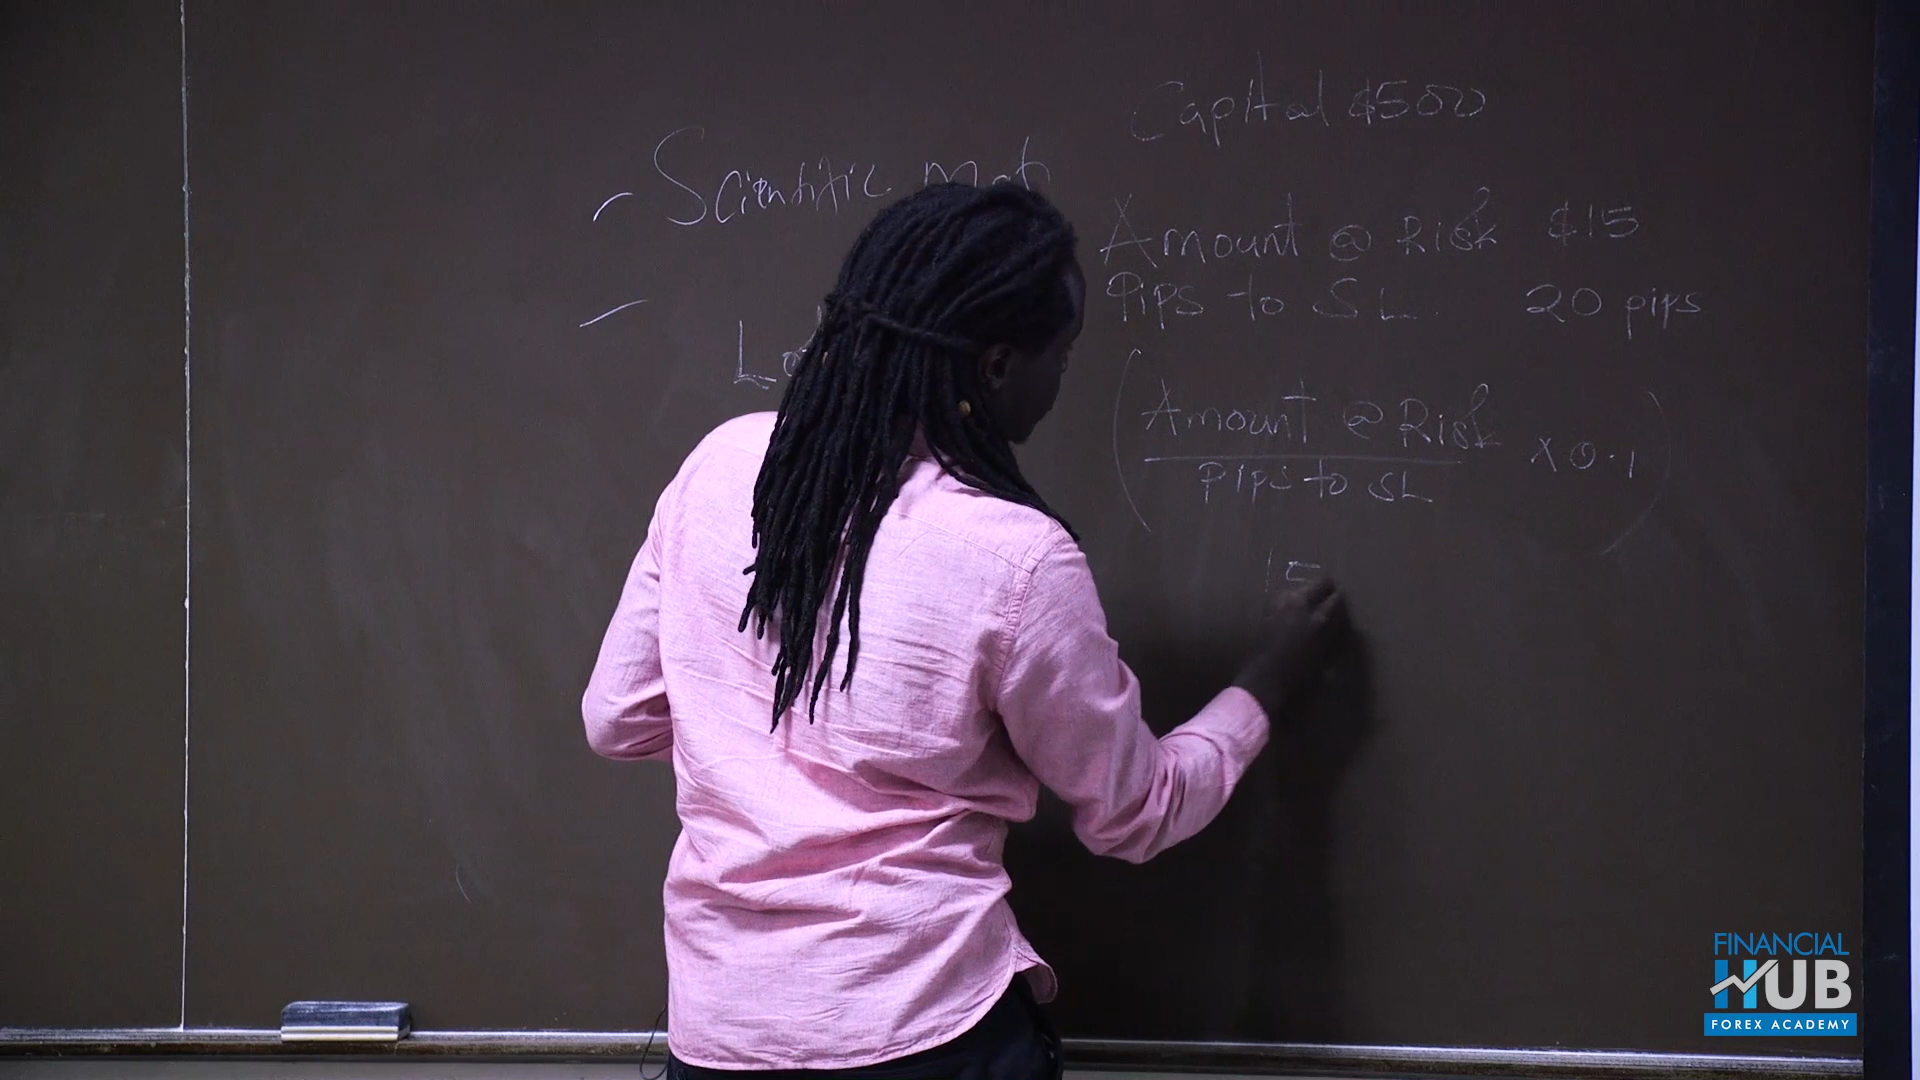 Capital $500
- Scientific
Amount @ Risk $15
Pips to SL. 20 pips
-
(Amount @ Risk x 0.1)
Pips to SL
15
FINANCIAL
HUB
FOREX ACADEMY